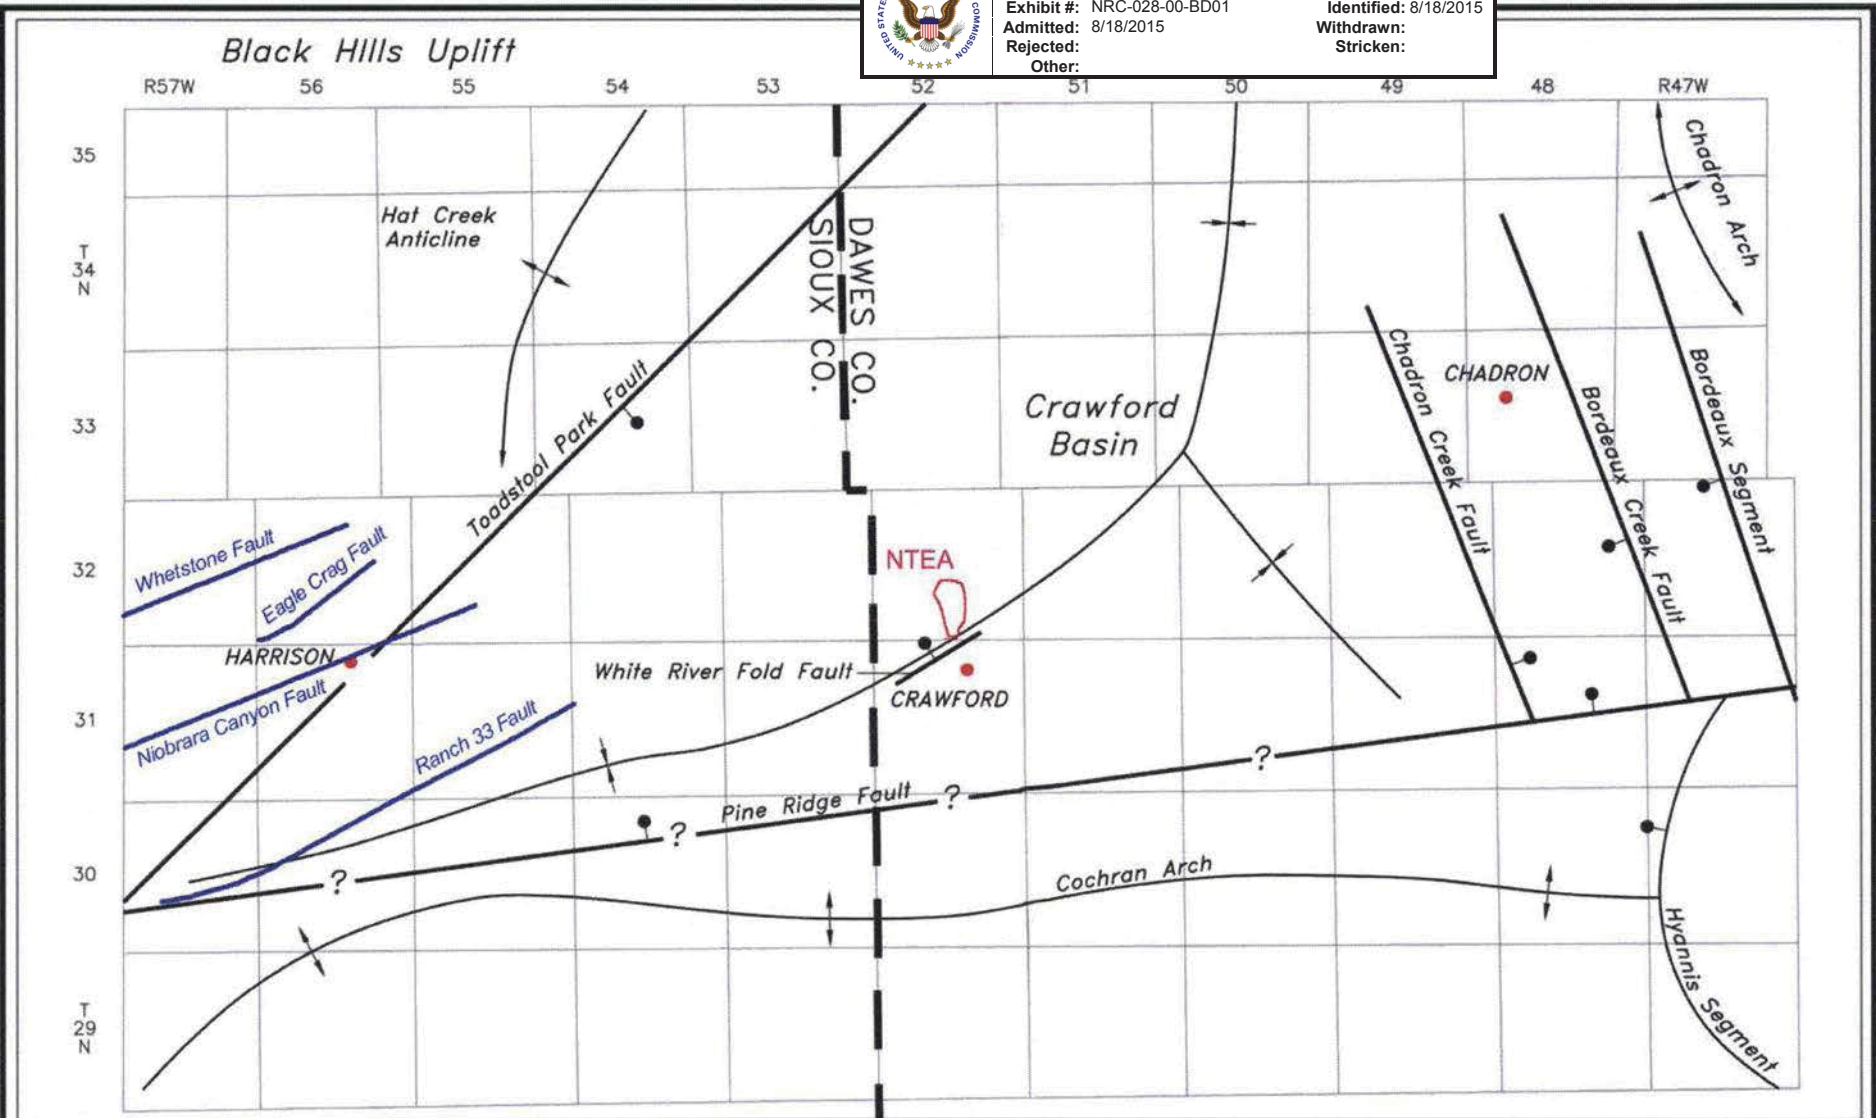 UNITED STATE
COMMISSION
Exhibit #: NRC-028-00-BD01
Identified: 8/18/2015
Admitted: 8/18/2015
Withdrawn:
Rejected:
Stricken:
Other:
Black Hills Uplift
R57W 56 55 54 53 52 51 50 49 48 R47W
35
T
34
N
33
32
31
30
T
29
N
Hat Creek
Anticline
Toadstool Park Fault
SIOUX CO.
DAWES CO.
Crawford
Basin
Chadron Arch
CHADRON
Chadron Creek Fault
Bordeaux Creek Fault
Bordeaux Segment
Whetstone Fault
Eagle Crag Fault
NTEA
HARRISON
White River Fold Fault
CRAWFORD
Niobrara Canyon Fault
Ranch 33 Fault
Pine Ridge Fault
?
?
?
?
Cochran Arch
Hyannis Segment